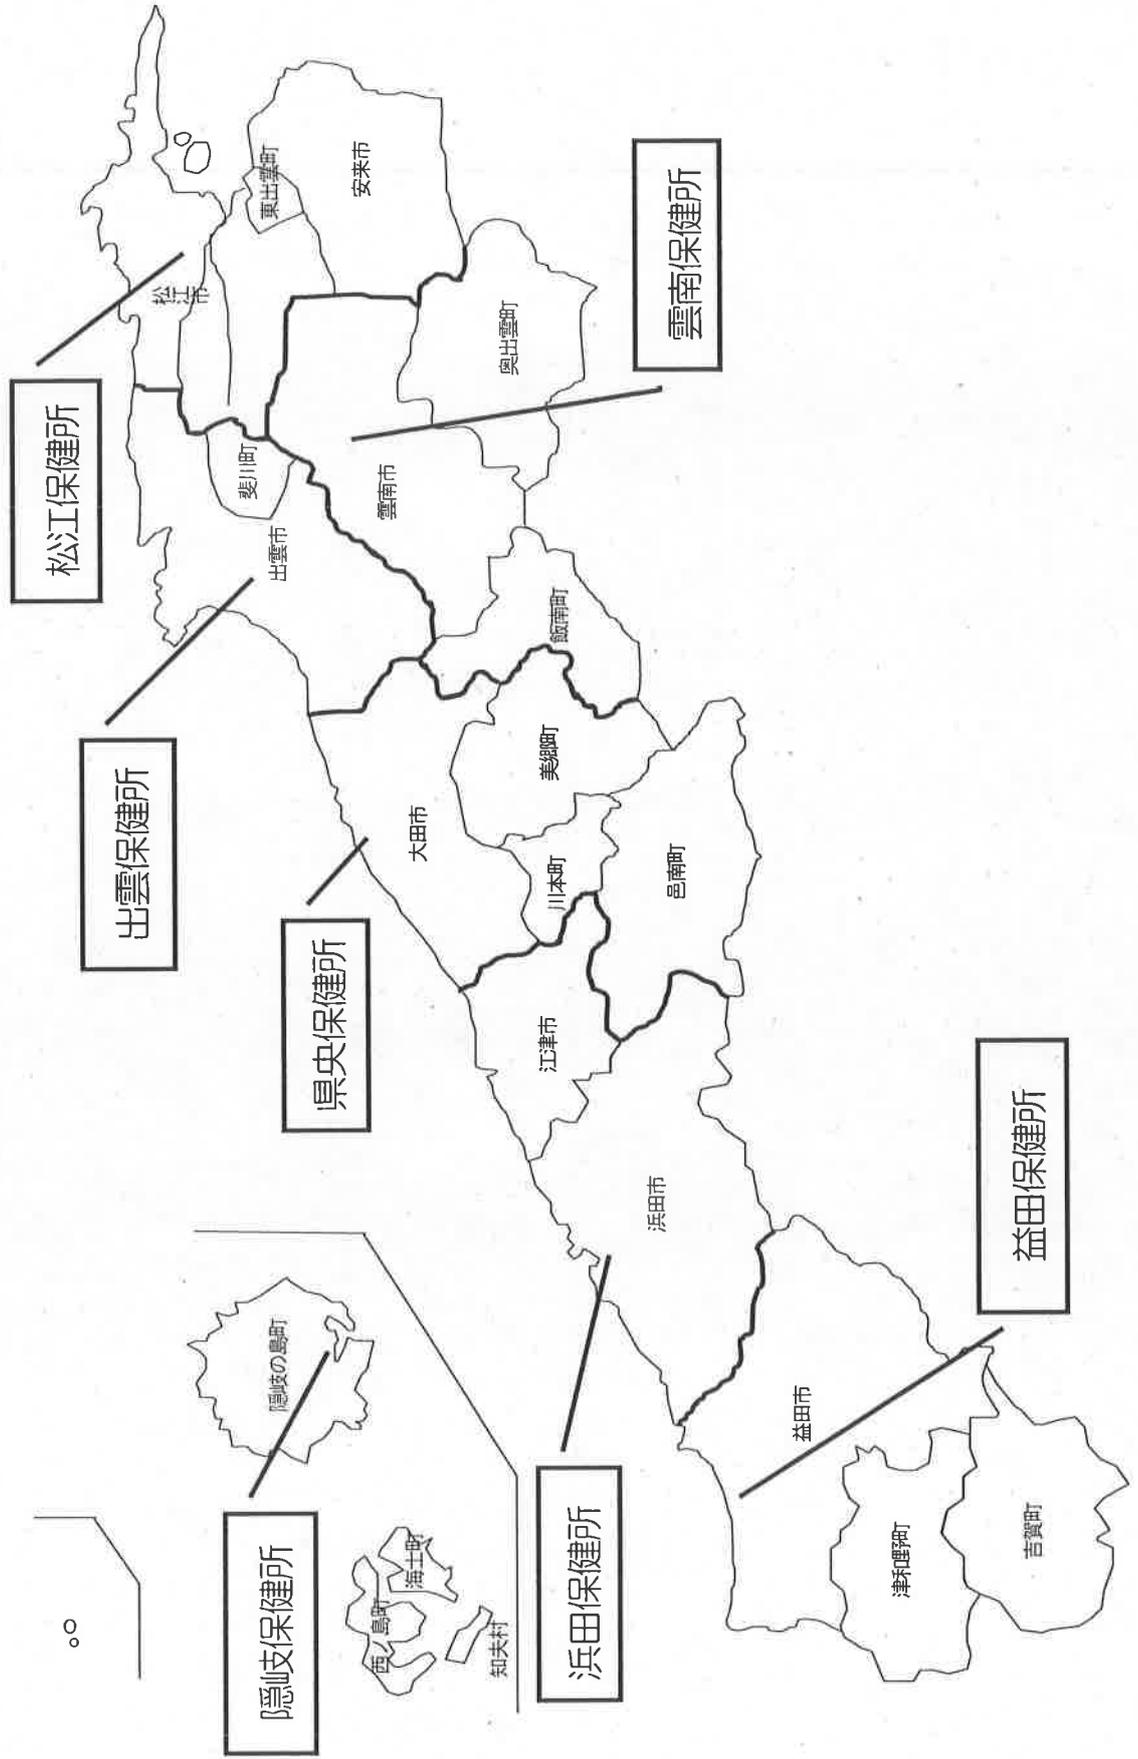 松江保健所
出雲保健所
県央保健所
隠岐保健所
浜田保健所
益田保健所
雲南保健所
松江市
東出雲町
安来市
斐川町
出雲市
雲南市
奥出雲町
飯南町
大田市
美郷町
川本町
邑南町
江津市
浜田市
益田市
津和野町
吉賀町
隠岐の島町
海士町
西ノ島町
知夫村